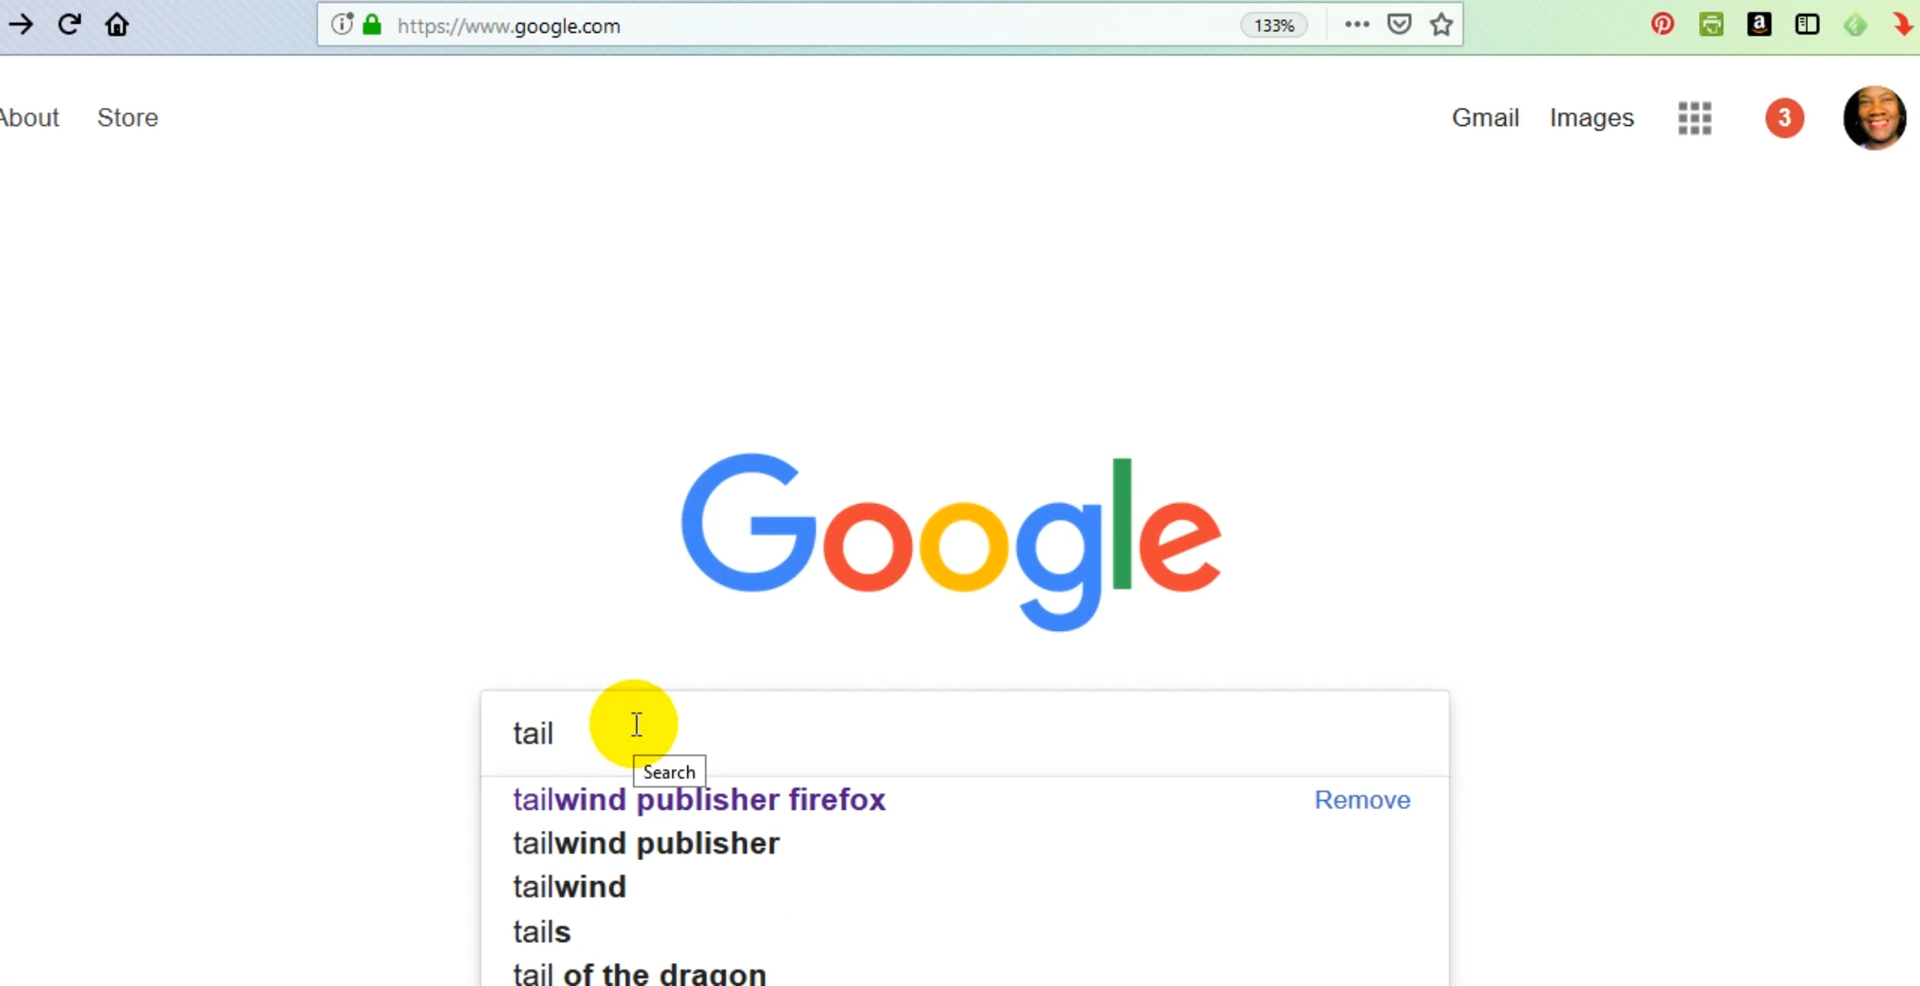 https://www.google.com
133%
About
Store
Gmail
Images
3
Google
tail
Search
tailwind publisher firefox
Remove
tailwind publisher
tailwind
tails
tail of the dragon